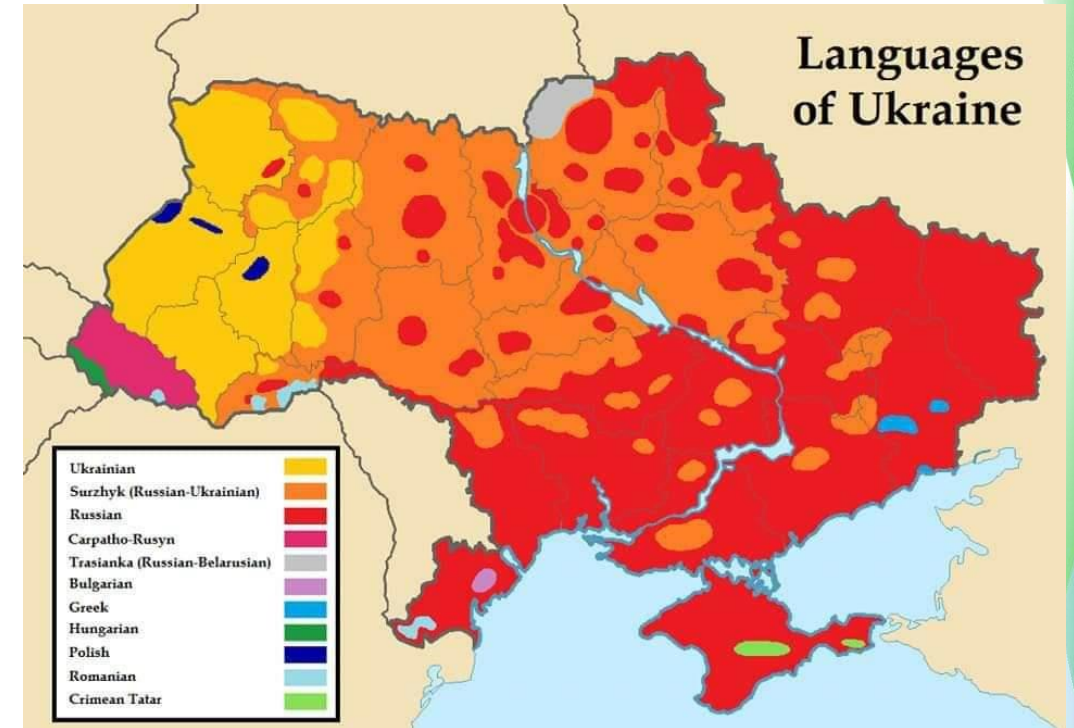 Languages
of Ukraine
Ukrainian
Surzhyk (Russian-Ukrainian)
Russian
Carpatho-Rusyn
Trasianka (Russian-Belarusian)
Bulgarian
Greek
Hungarian
Polish
Romanian
Crimean Tatar